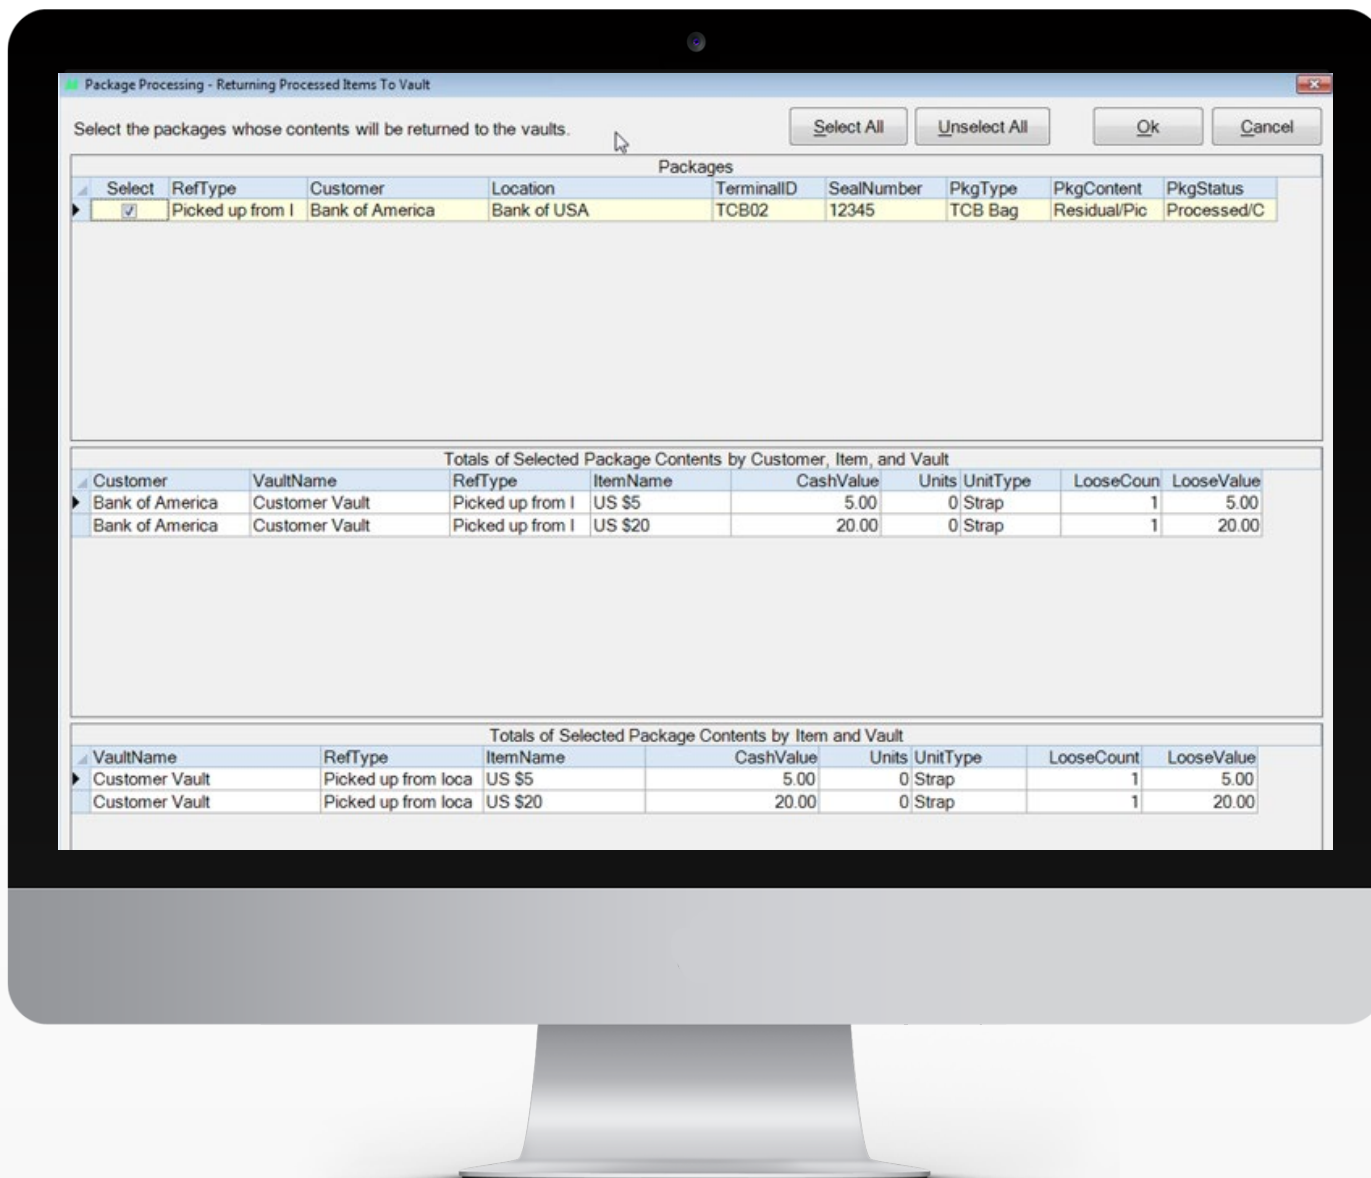 Package Processing - Returning Processed Items To Vault
Select the packages whose contents will be returned to the vaults. Select All Unselect All Ok Cancel
Packages
Select RefType Customer Location TerminalID SealNumber PkgType PkgContent PkgStatus
Picked up from l Bank of America Bank of USA TCB02 12345 TCB Bag Residual/Pic Processed/C
Totals of Selected Package Contents by Customer, Item, and Vault
Customer VaultName RefType ItemName CashValue Units UnitType LooseCoun LooseValue
Bank of America Customer Vault Picked up from l US $5 5.00 0 Strap 1 5.00
Bank of America Customer Vault Picked up from l US $20 20.00 0 Strap 1 20.00
Totals of Selected Package Contents by Item and Vault
VaultName RefType ItemName CashValue Units UnitType LooseCount LooseValue
Customer Vault Picked up from loca US $5 5.00 0 Strap 1 5.00
Customer Vault Picked up from loca US $20 20.00 0 Strap 1 20.00